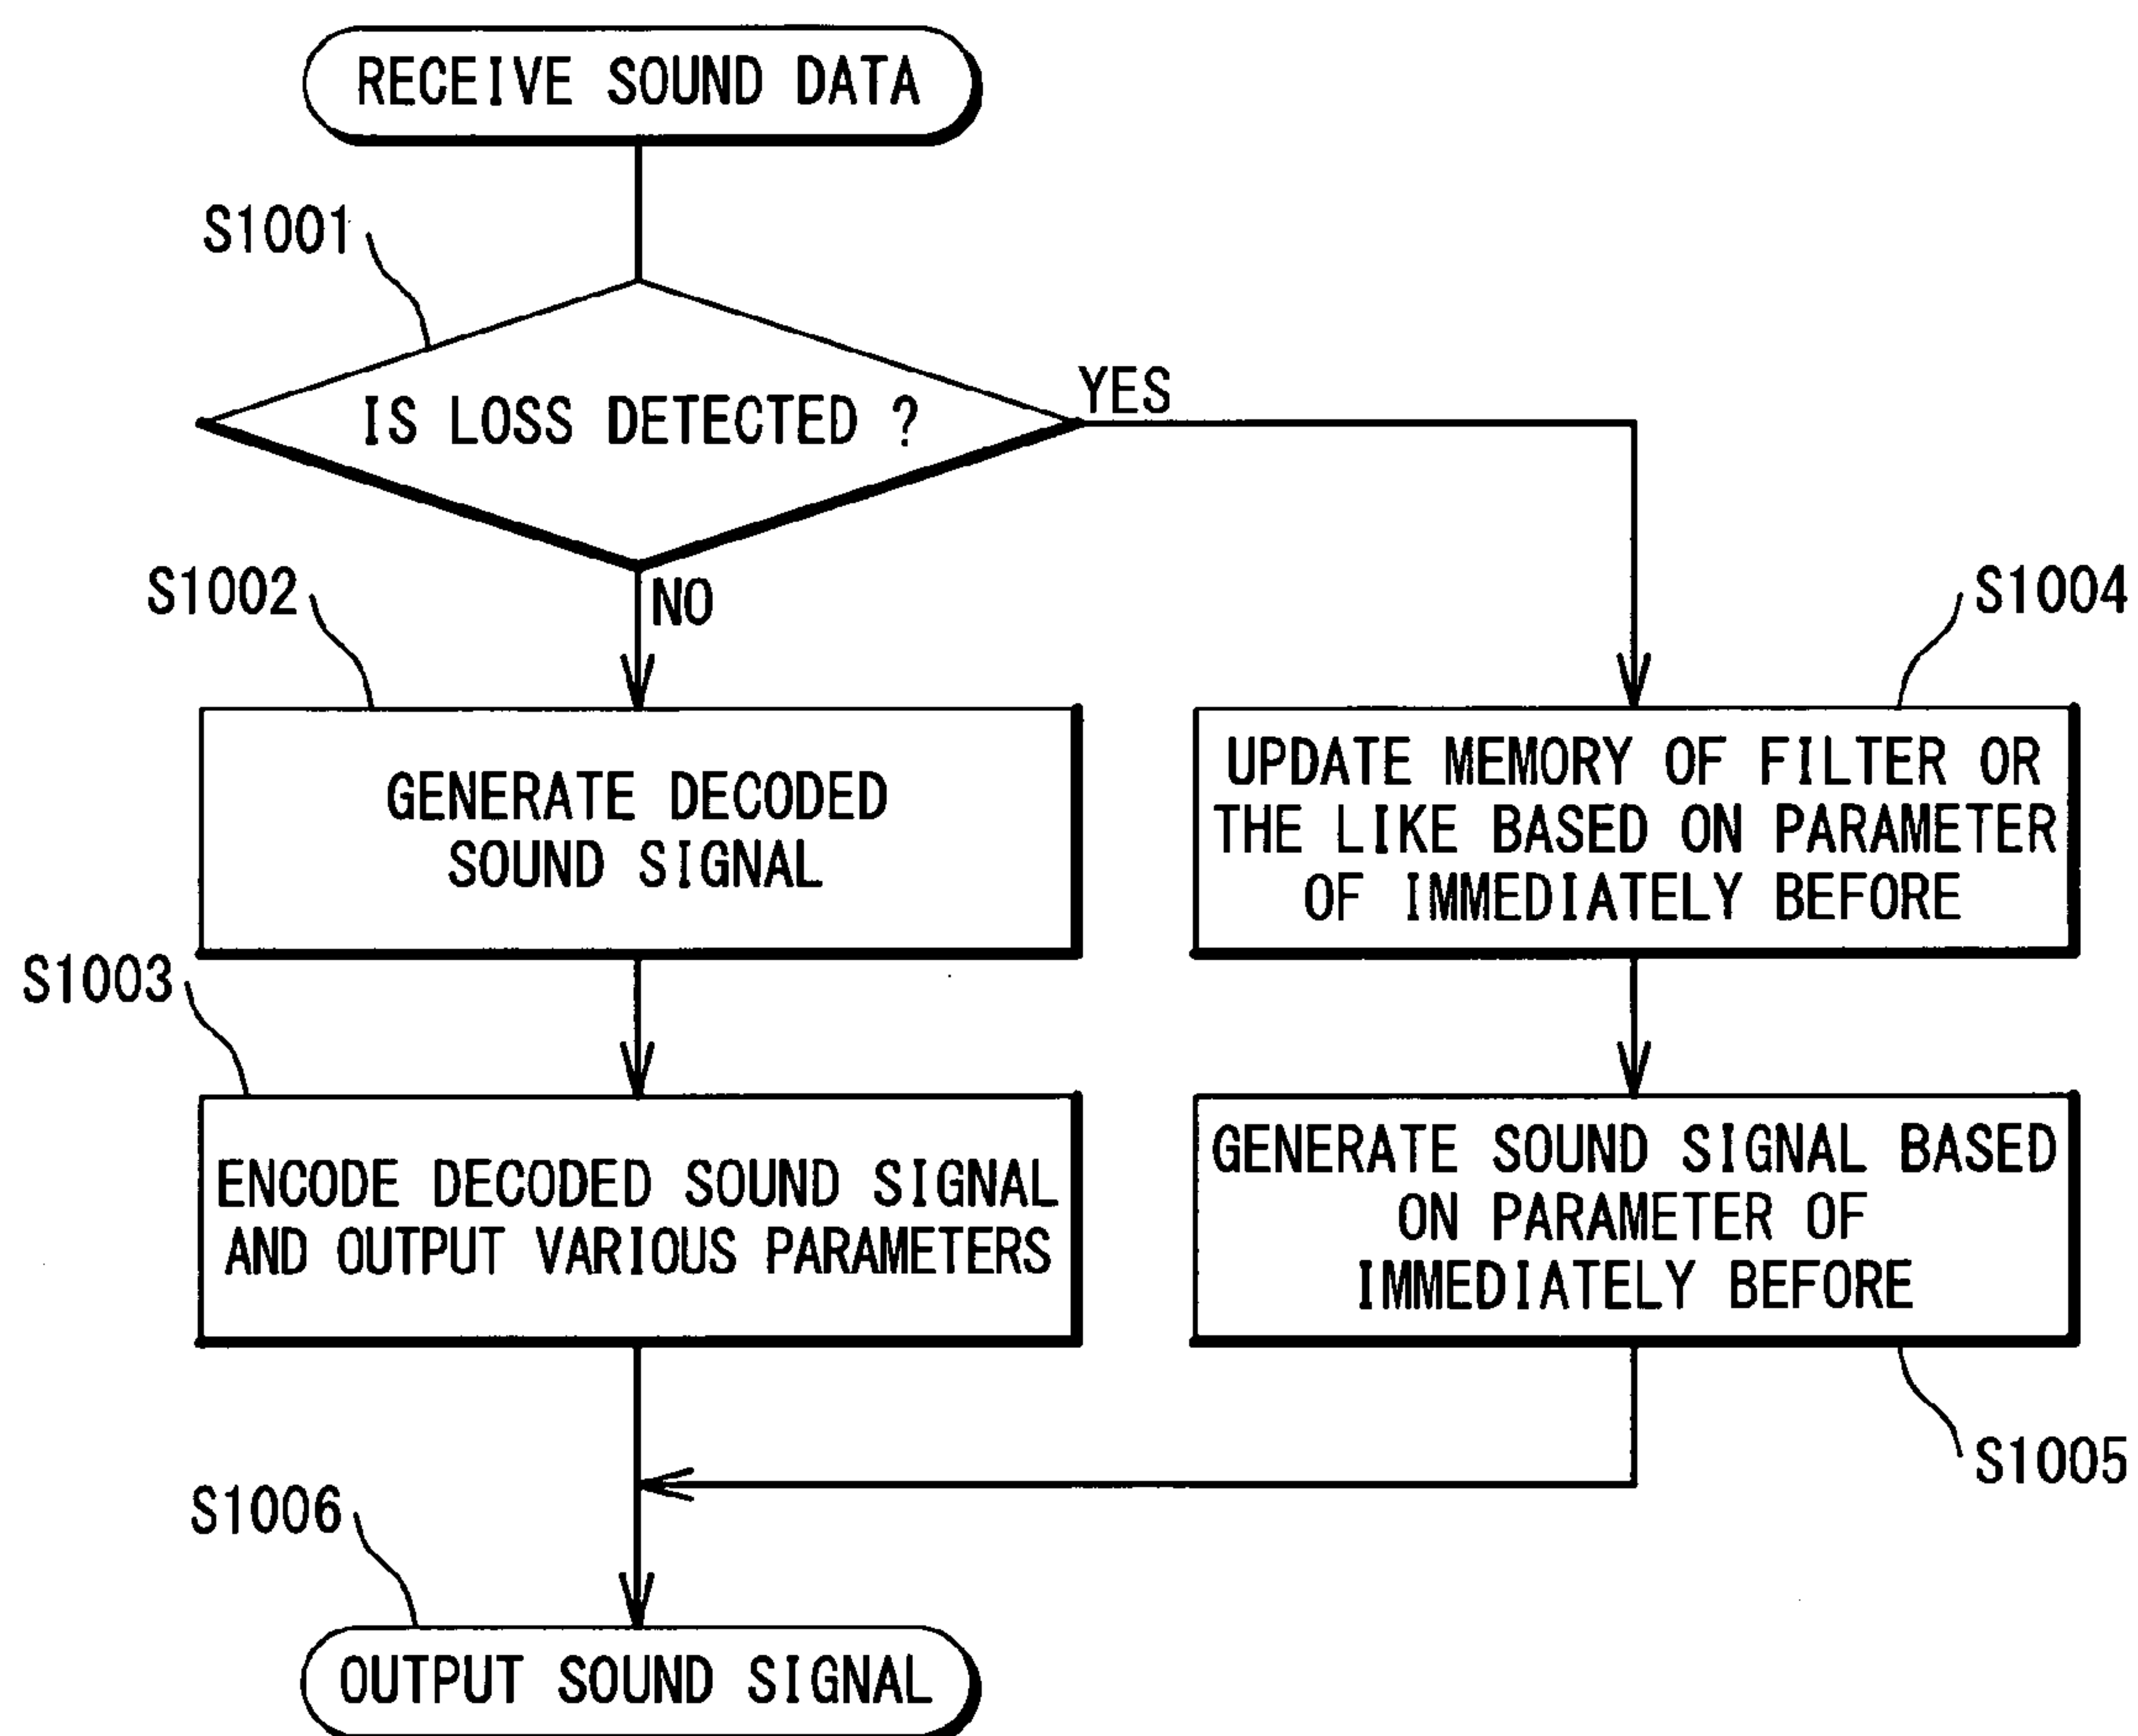 RECEIVE SOUND DATA
S1001
IS LOSS DETECTED ?
YES
NO
S1002
GENERATE DECODED
SOUND SIGNAL
S1004
UPDATE MEMORY OF FILTER OR
THE LIKE BASED ON PARAMETER
OF IMMEDIATELY BEFORE
S1003
ENCODE DECODED SOUND SIGNAL
AND OUTPUT VARIOUS PARAMETERS
GENERATE SOUND SIGNAL BASED
ON PARAMETER OF
IMMEDIATELY BEFORE
S1005
S1006
OUTPUT SOUND SIGNAL